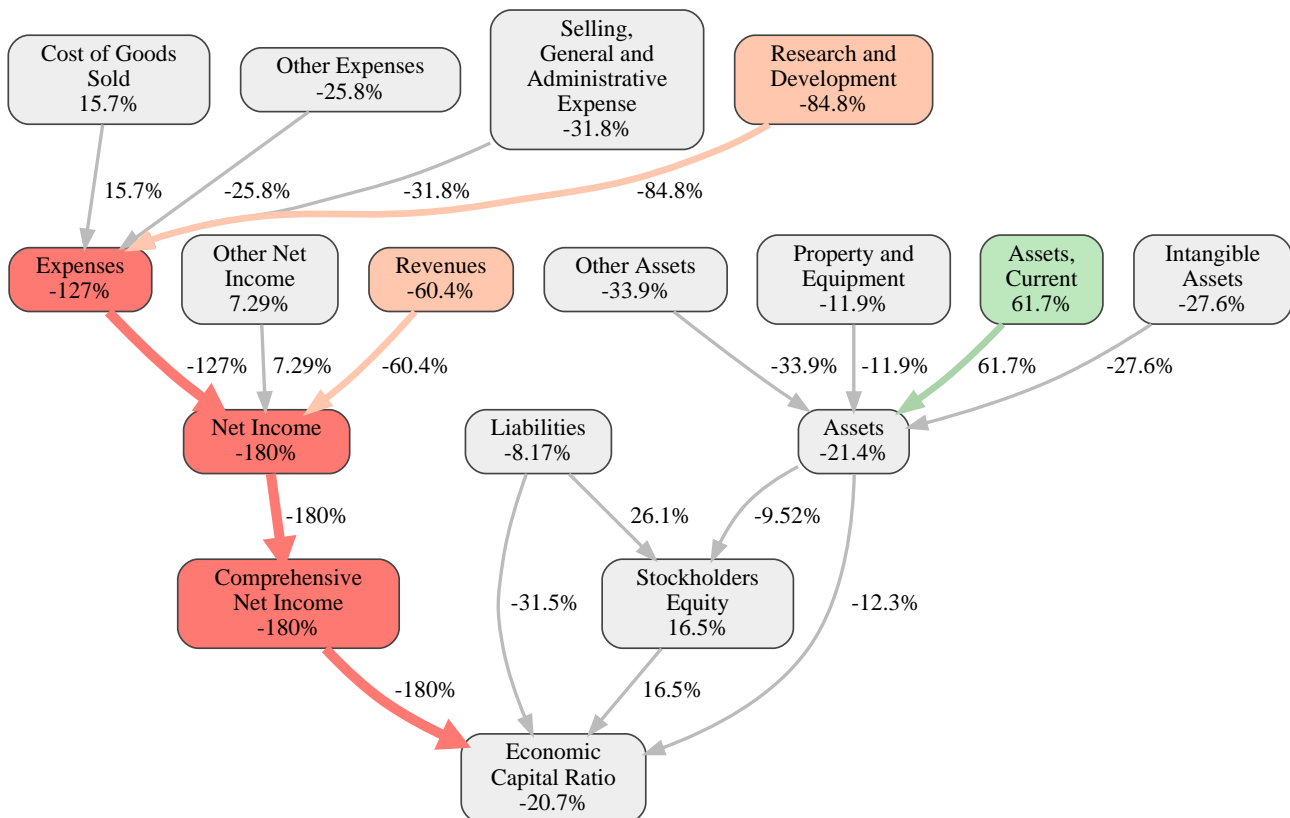 Cost of Goods
Sold
15.7%
Other Expenses
-25.8%
Selling,
General and
Administrative
Expense
-31.8%
Research and
Development
-84.8%
15.7%
-25.8%
-31.8%
-84.8%
Expenses
-127%
Other Net
Income
7.29%
Revenues
-60.4%
Other Assets
-33.9%
Property and
Equipment
-11.9%
Assets,
Current
61.7%
Intangible
Assets
-27.6%
-127%
7.29%
-60.4%
-33.9%
-11.9%
61.7%
-27.6%
Net Income
-180%
Liabilities
-8.17%
Assets
-21.4%
-180%
26.1%
-9.52%
Comprehensive
Net Income
-180%
-31.5%
Stockholders
Equity
16.5%
-12.3%
-180%
16.5%
Economic
Capital Ratio
-20.7%